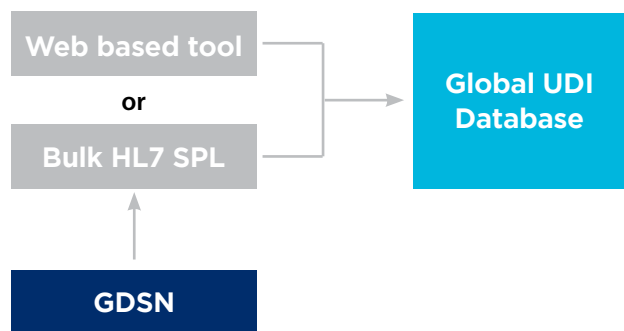 Web based tool
or
Bulk HL7 SPL
GDSN
Global UDI
Database